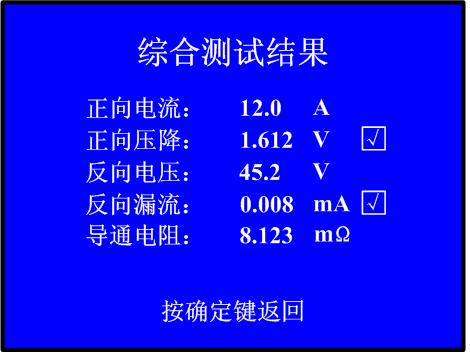 综合测试结果
正向电流： 12.0 A
正向压降： 1.612 V √
反向电压： 45.2 V
反向漏流： 0.008 mA √
导通电阻： 8.123 mΩ
按确定键返回